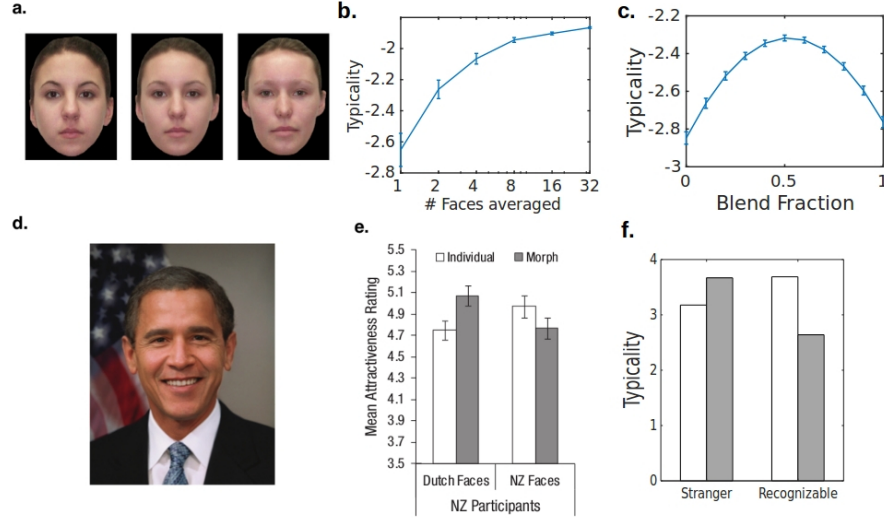 a.
b.
-2
-2.2
-2.4
-2.6
-2.8
Typicality
1 2 4 8 16 32
# Faces averaged
c.
-2.2
-2.4
-2.6
-2.8
-3
Typicality
0 0.5 1
Blend Fraction
d.
e.
5.5
5.3
5.1
4.9
4.7
4.5
4.3
4.1
3.9
3.7
3.5
Mean Attractiveness Rating
Individual Morph
Dutch Faces NZ Faces
NZ Participants
f.
4
3
2
1
0
Typicality
Stranger Recognizable